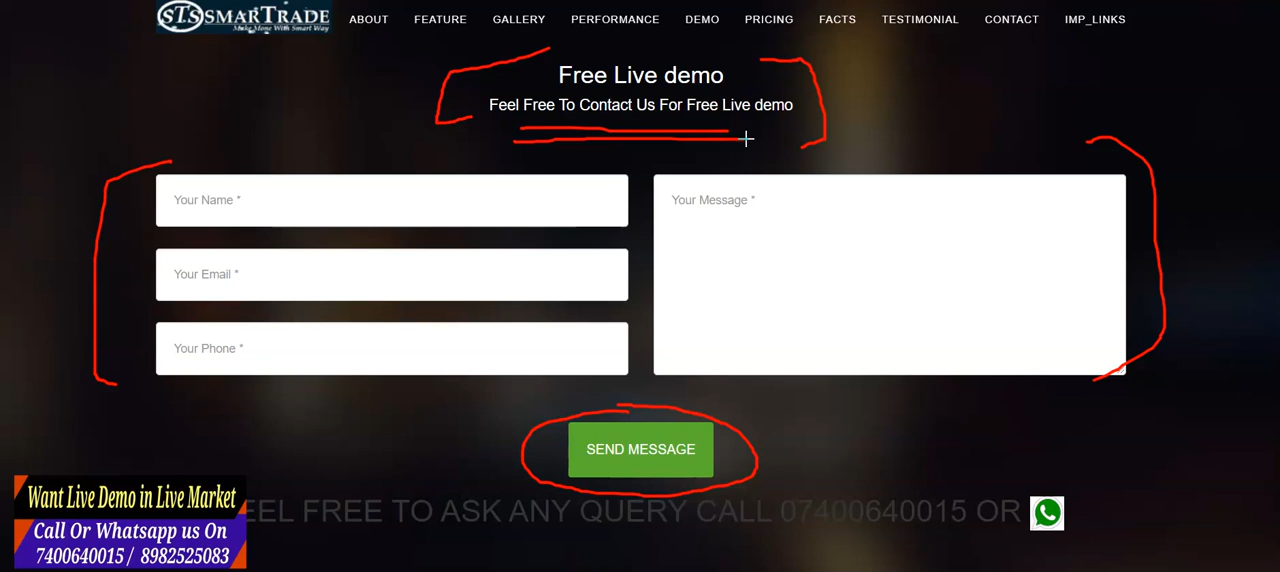 STS SMARTRADE
Make Mone With Smart Way
ABOUT FEATURE GALLERY PERFORMANCE DEMO PRICING FACTS TESTIMONIAL CONTACT IMP_LINKS
Free Live demo
Feel Free To Contact Us For Free Live demo
Your Name *
Your Message *
Your Email *
Your Phone *
SEND MESSAGE
EEL FREE TO ASK ANY QUERY CALL 07400640015 OR
Want Live Demo in Live Market
Call Or Whatsapp us On
7400640015 / 8982525083